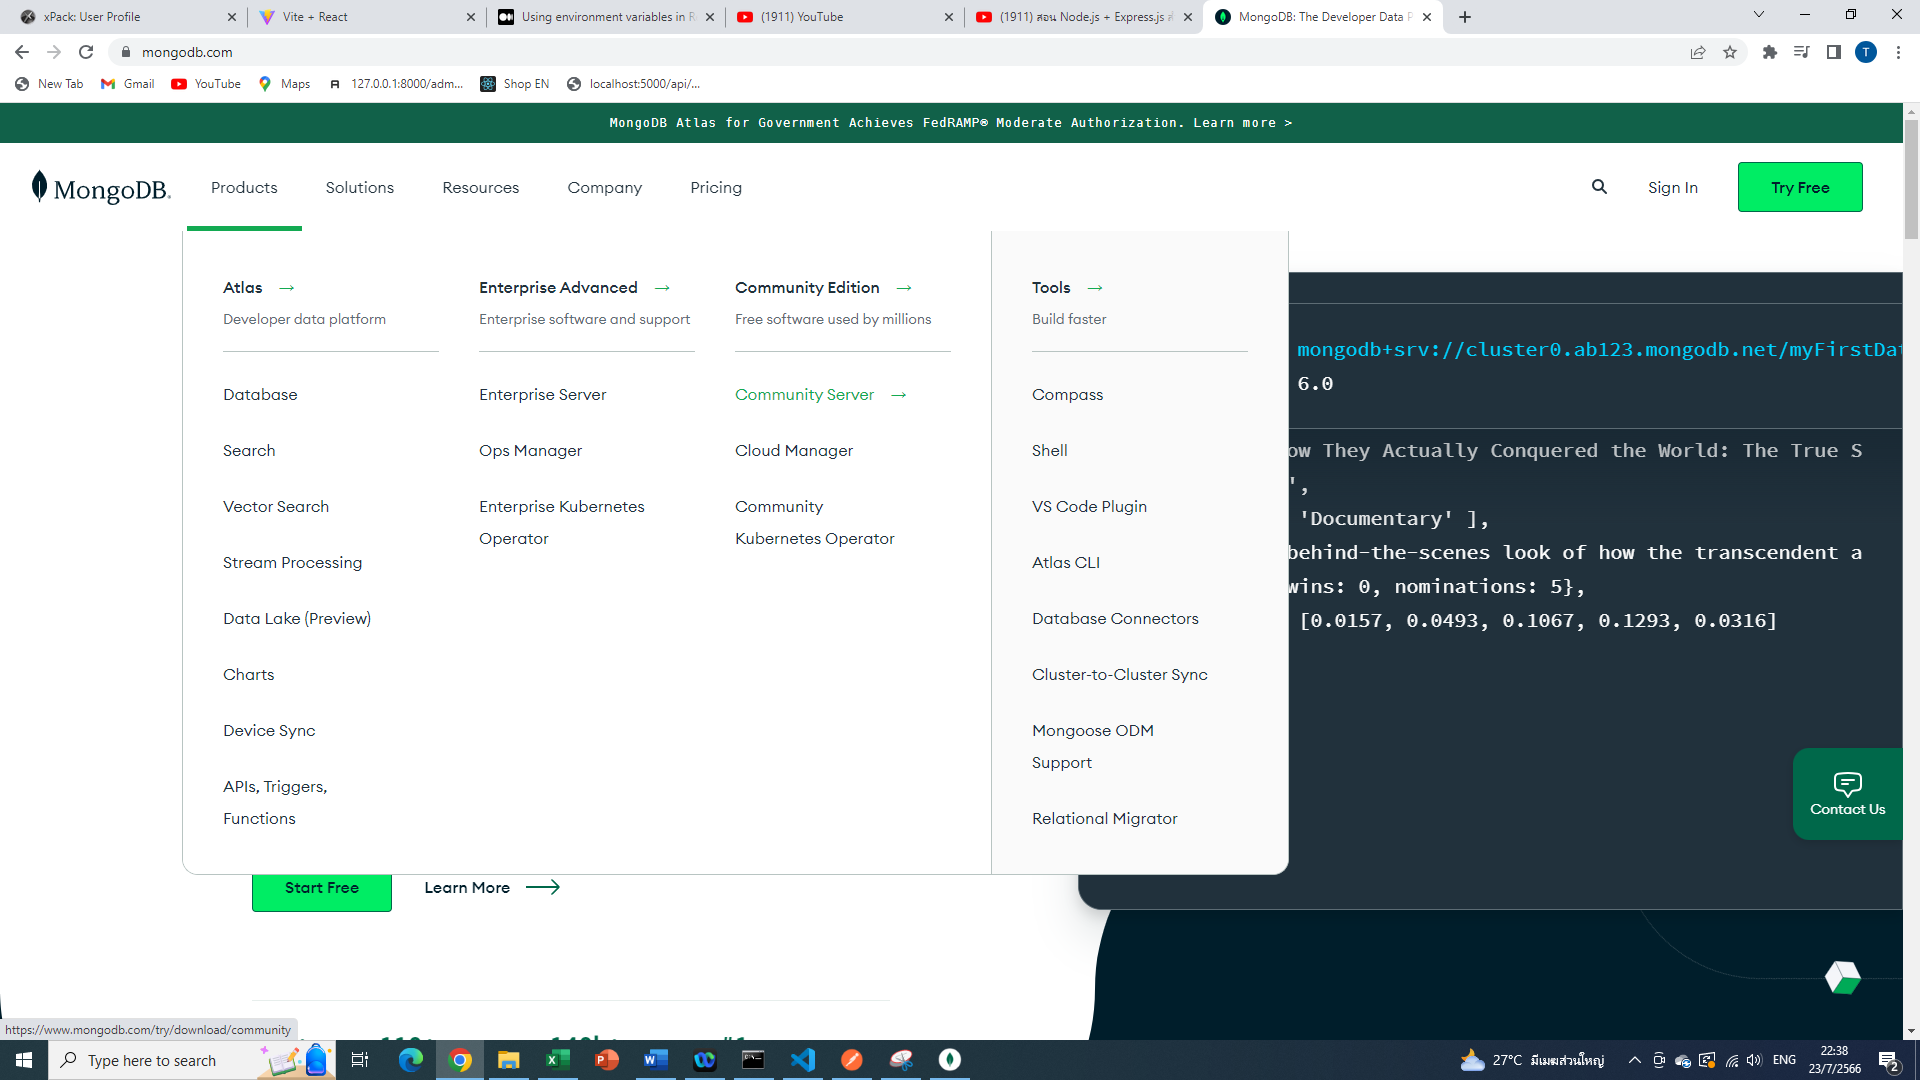 xPack: User Profile
Vite + React
Using environment variables in R
(1911) YouTube
(1911) สอน Node.js + Express.js
MongoDB: The Developer Data P
mongodb.com
T
New Tab
Gmail
YouTube
Maps
127.0.0.1:8000/adm...
Shop EN
localhost:5000/api/...
MongoDB Atlas for Government Achieves FedRAMP® Moderate Authorization. Learn more >
MongoDB.
Products
Solutions
Resources
Company
Pricing
Sign In
Try Free
Atlas →
Developer data platform
Database
Search
Vector Search
Stream Processing
Data Lake (Preview)
Charts
Device Sync
APIs, Triggers,
Functions
Enterprise Advanced →
Enterprise software and support
Enterprise Server
Ops Manager
Enterprise Kubernetes
Operator
Community Edition →
Free software used by millions
Community Server →
Cloud Manager
Community
Kubernetes Operator
Tools →
Build faster
Compass
Shell
VS Code Plugin
Atlas CLI
Database Connectors
Cluster-to-Cluster Sync
Mongoose ODM
Support
Relational Migrator
mongodb+srv://cluster0.ab123.mongodb.net/myFirstDat
6.0
ow They Actually Conquered the World: The True S
',
'Documentary' ],
behind-the-scenes look of how the transcendent a
wins: 0, nominations: 5},
[0.0157, 0.0493, 0.1067, 0.1293, 0.0316]
Contact Us
Start Free
Learn More
https://www.mongodb.com/try/download/community
Type here to search
27°C มีเมฆส่วนใหญ่
ENG
22:38
23/7/2566
2